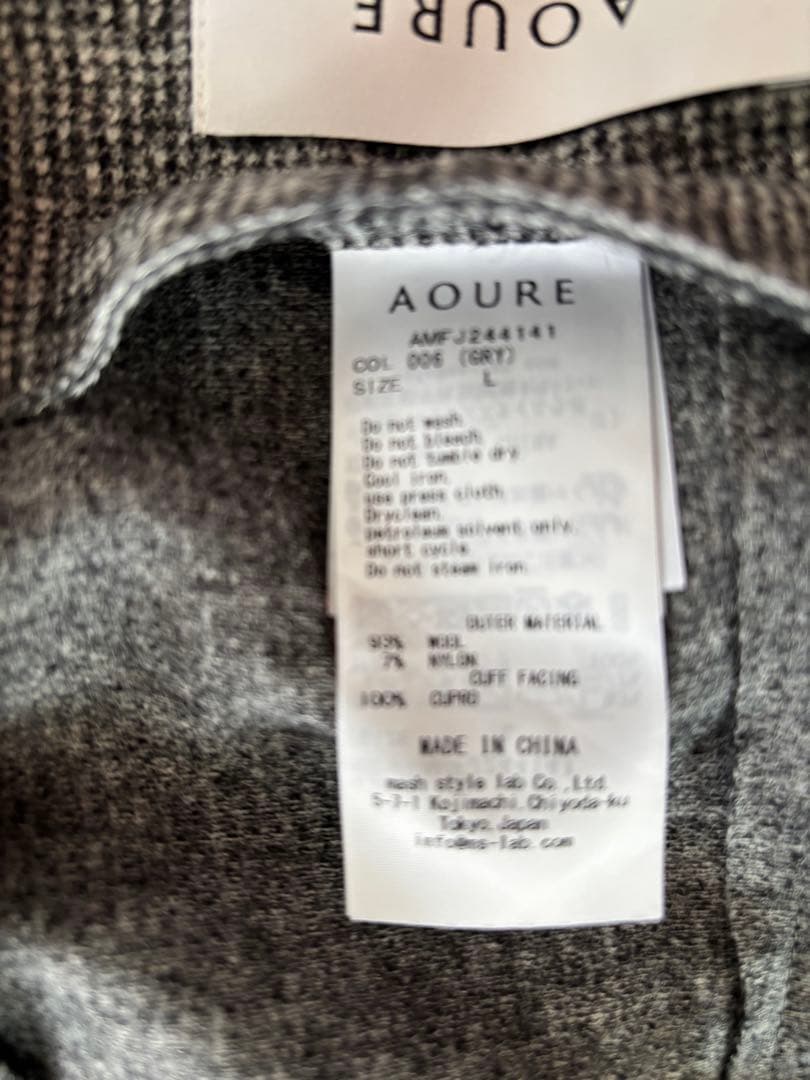 AOURE
AOURE
AMFJ244141
COL 006 (GRY)
SIZE L
Do not wash.
Do not bleach.
Do not tumble dry
Cool iron.
use press cloth.
Dryclean.
petroleum solvent only.
short cycle.
Do not steam iron.
OUTER MATERIAL
93% WOOL
7% NYLON
CUFF FACING
100% CUPRO
MADE IN CHINA
mash style lab Co.,Ltd.
5-7-1 Kojimachi,Chiyoda-ku
Tokyo,Japan
info@ms-lab.com